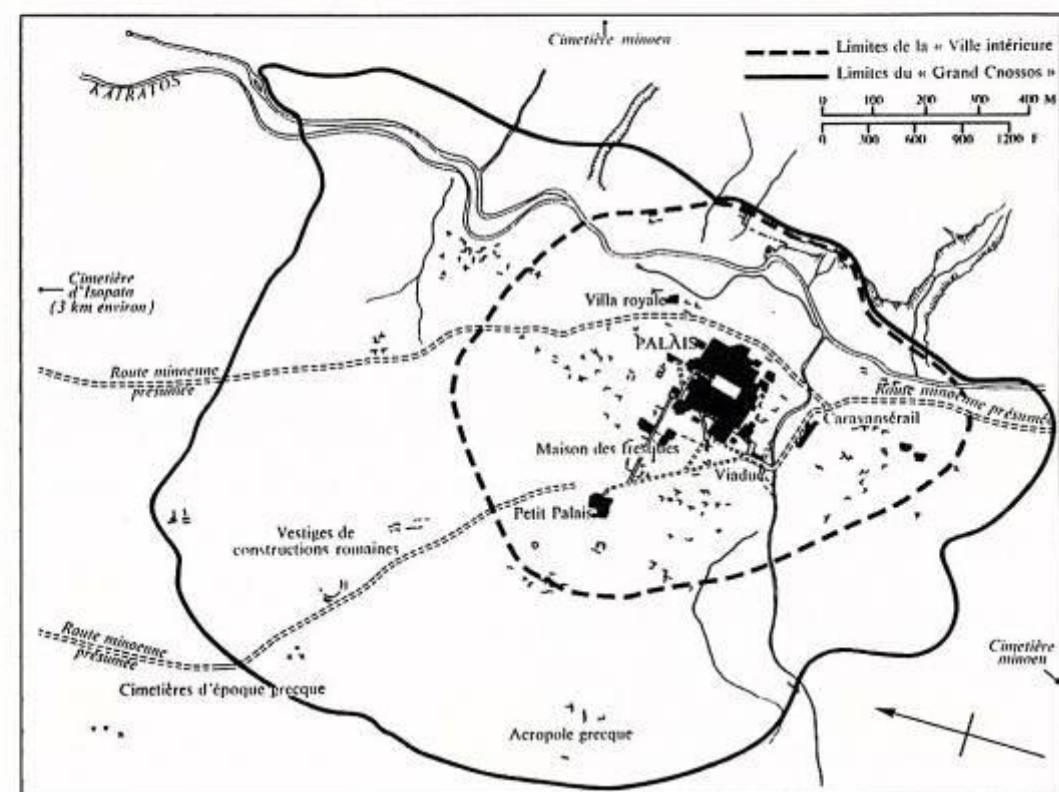 Cimetière minoen
Limites de la « Ville intérieure
Limites du « Grand Cnossos »
0 100 200 300 400 M
0 300 600 900 1200 F
KAIRATOS
Cimetière
d'Isopata
(3 km environ)
Villa royale
PALAIS
Route minoenne
présumée
Route minoenne présumée
Caravansérail
Maison des fresques
Viaduc
Petit Palais
Vestiges de
constructions romaines
Route minoenne
présumée
Cimetières d'époque grecque
Cimetière
minoen
Acropole grecque